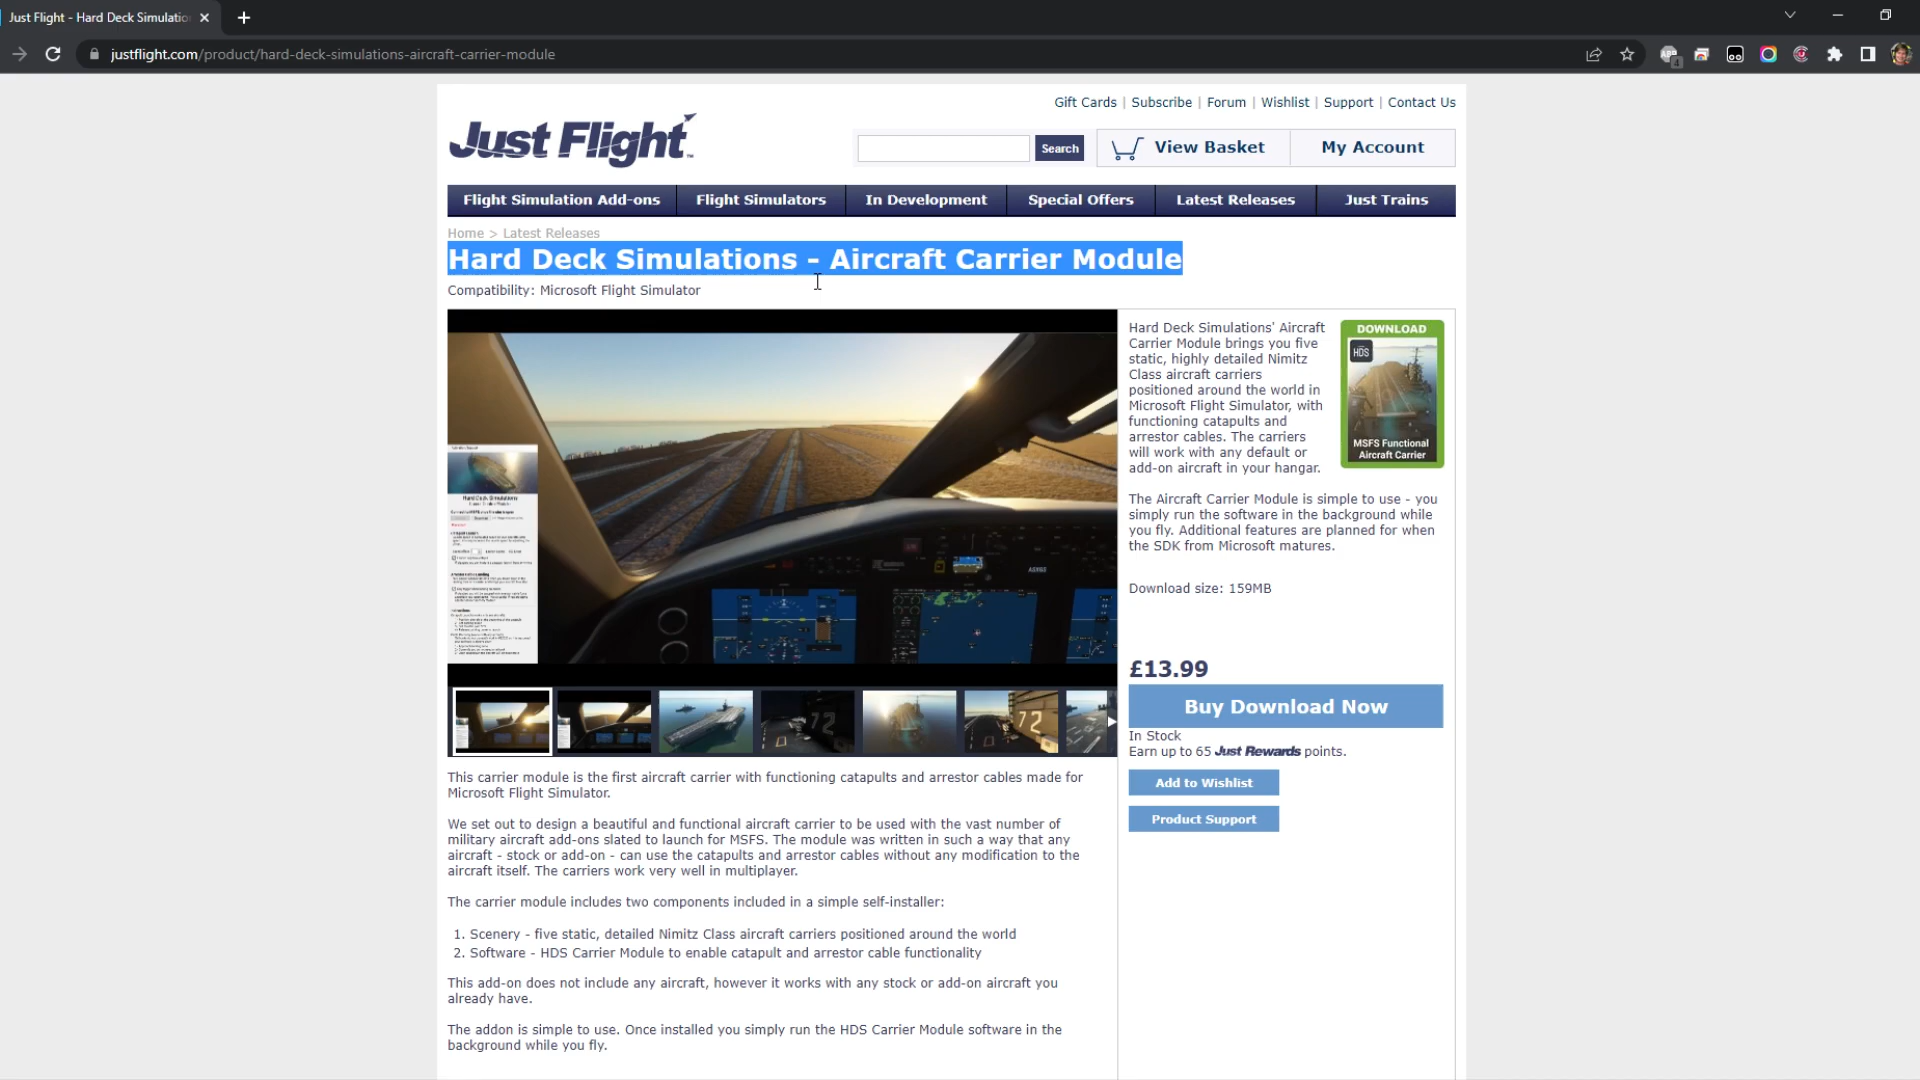 Just Flight - Hard Deck Simulatio
justflight.com/product/hard-deck-simulations-aircraft-carrier-module
4
Gift Cards | Subscribe | Forum | Wishlist | Support | Contact Us
Just Flight™
Search
View Basket
My Account
Flight Simulation Add-ons
Flight Simulators
In Development
Special Offers
Latest Releases
Just Trains
Home > Latest Releases
Hard Deck Simulations - Aircraft Carrier Module
Compatibility: Microsoft Flight Simulator
Hard Deck Simulations' Aircraft
Carrier Module brings you five
static, highly detailed Nimitz
Class aircraft carriers
positioned around the world in
Microsoft Flight Simulator, with
functioning catapults and
arrestor cables. The carriers
will work with any default or
add-on aircraft in your hangar.
DOWNLOAD
HDS
MSFS Functional
Aircraft Carrier
The Aircraft Carrier Module is simple to use - you
simply run the software in the background while
you fly. Additional features are planned for when
the SDK from Microsoft matures.
Download size: 159MB
£13.99
Buy Download Now
In Stock
Earn up to 65 Just Rewards points.
Add to Wishlist
Product Support
Hard Deck Simulations
72
72
This carrier module is the first aircraft carrier with functioning catapults and arrestor cables made for
Microsoft Flight Simulator.
We set out to design a beautiful and functional aircraft carrier to be used with the vast number of
military aircraft add-ons slated to launch for MSFS. The module was written in such a way that any
aircraft - stock or add-on - can use the catapults and arrestor cables without any modification to the
aircraft itself. The carriers work very well in multiplayer.
The carrier module includes two components included in a simple self-installer:
1. Scenery - five static, detailed Nimitz Class aircraft carriers positioned around the world
2. Software - HDS Carrier Module to enable catapult and arrestor cable functionality
This add-on does not include any aircraft, however it works with any stock or add-on aircraft you
already have.
The addon is simple to use. Once installed you simply run the HDS Carrier Module software in the
background while you fly.